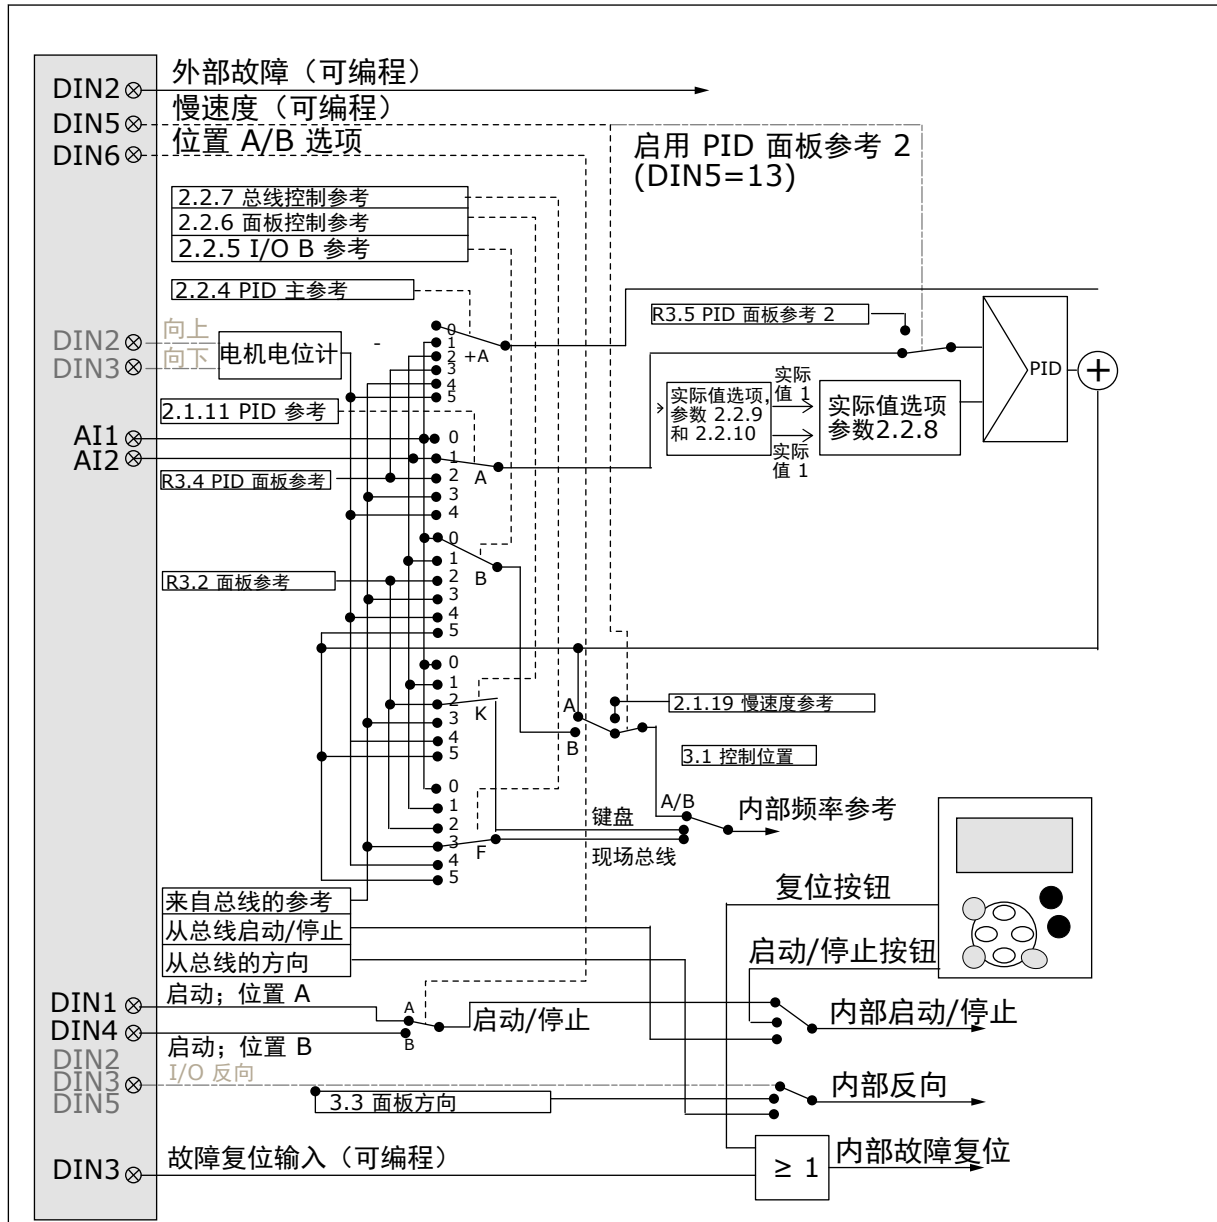 DIN2 外部故障（可编程）
DIN5 慢速度（可编程）
DIN6 位置 A/B 选项
启用 PID 面板参考 2
(DIN5=13)
2.2.7 总线控制参考
2.2.6 面板控制参考
2.2.5 I/O B 参考
2.2.4 PID 主参考
R3.5 PID 面板参考 2
DIN2 向上
DIN3 向下
电机电位计
-
0
1
2 +A
3
4
5
PID
+
实际值选项,
参数 2.2.9
和 2.2.10
实际
值 1
实际
值 1
实际值选项
参数2.2.8
2.1.11 PID 参考
AI1
AI2
R3.4 PID 面板参考
0
1
2
3
4
A
R3.2 面板参考
0
1
2
3
4
5
B
0
1
2
3
4
5
K
A
B
2.1.19 慢速度参考
3.1 控制位置
0
1
2
3
4
5
F
A/B
键盘
现场总线
内部频率参考
来自总线的参考
从总线启动/停止
从总线的方向
复位按钮
启动/停止按钮
DIN1 启动；位置 A
DIN4 启动；位置 B
A
B
启动/停止
内部启动/停止
DIN2
DIN3
DIN5
I/O 反向
3.3 面板方向
内部反向
DIN3 故障复位输入（可编程）
≥ 1
内部故障复位